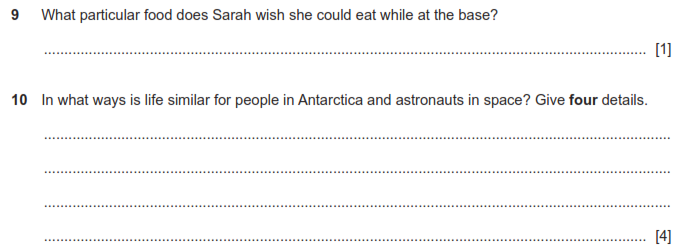 9 What particular food does Sarah wish she could eat while at the base?
................................................................................................................................................ [1]
10 In what ways is life similar for people in Antarctica and astronauts in space? Give four details.
......................................................................................................................................................
......................................................................................................................................................
......................................................................................................................................................
................................................................................................................................................ [4]